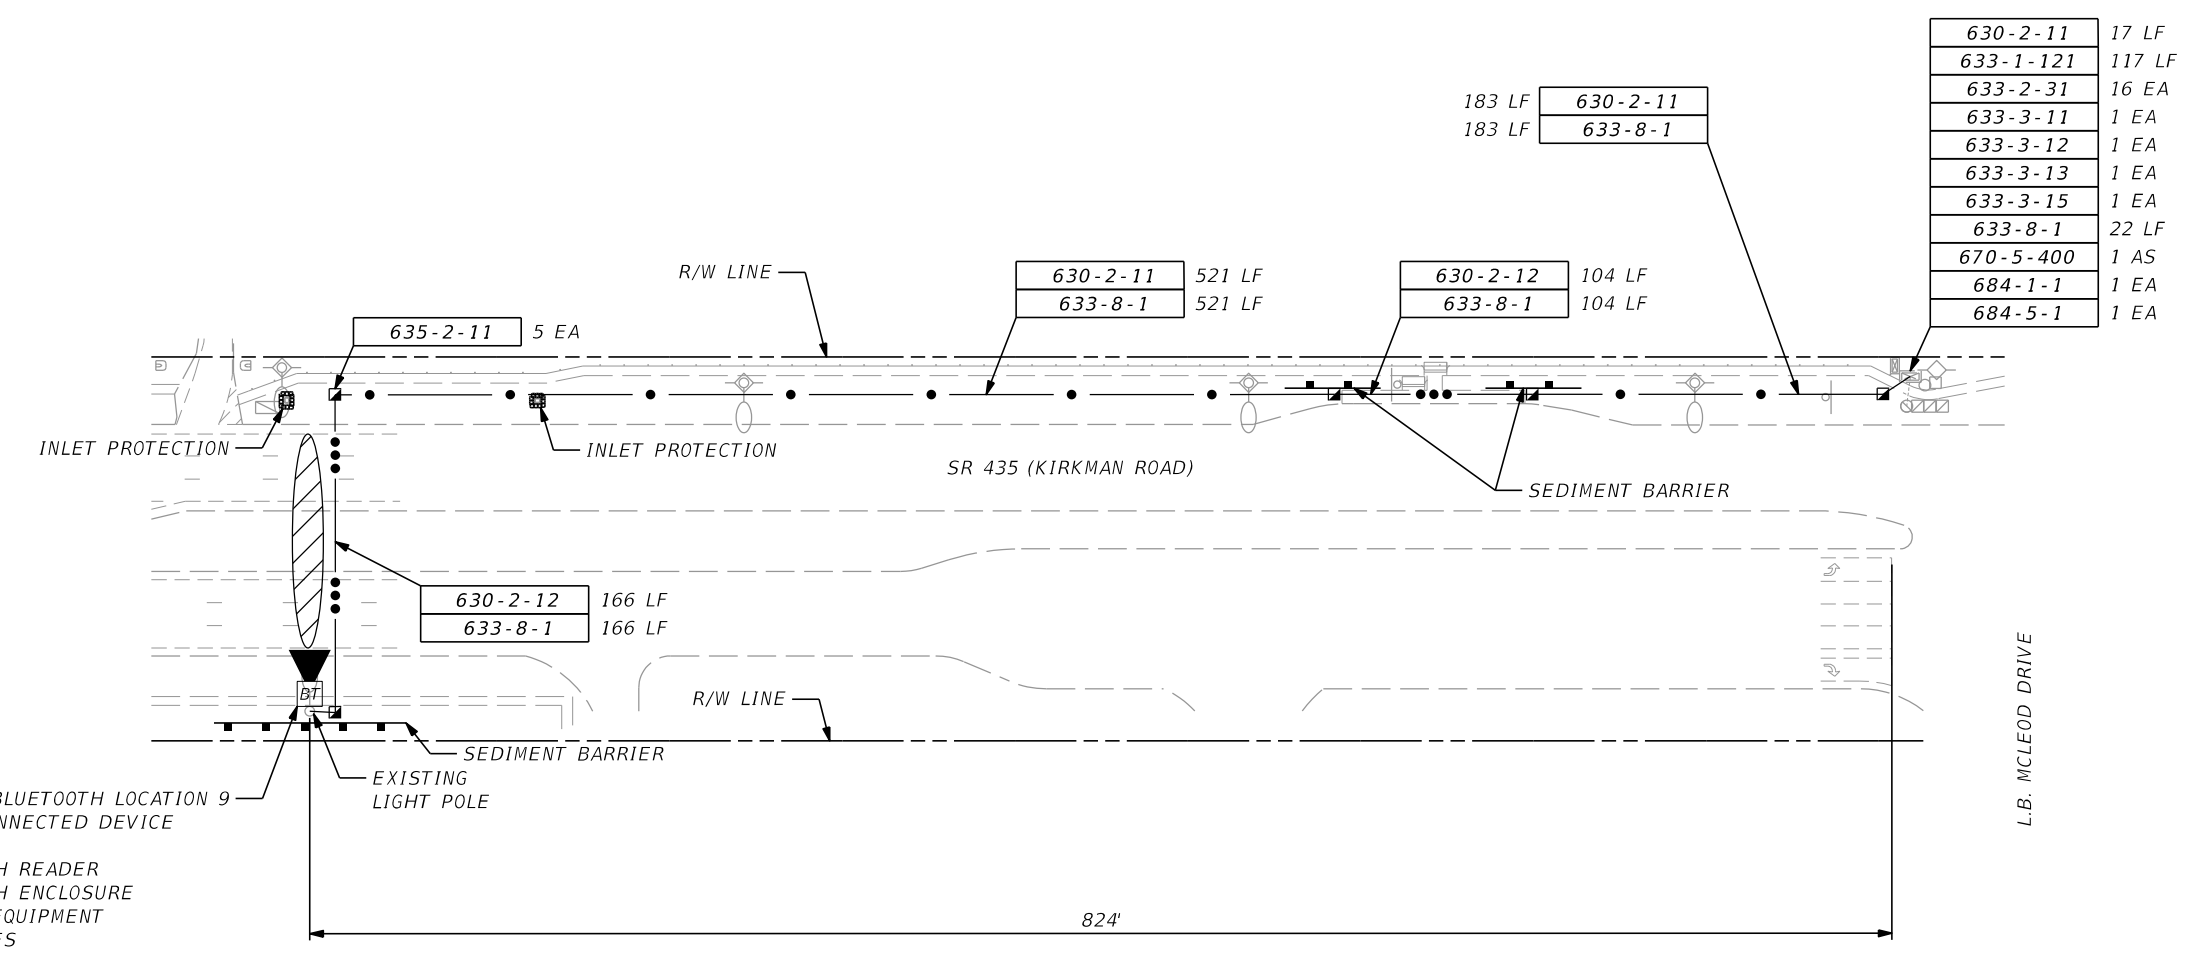 630-2-11 17 LF
633-1-121 117 LF
633-2-31 16 EA
633-3-11 1 EA
633-3-12 1 EA
633-3-13 1 EA
633-3-15 1 EA
633-8-1 22 LF
670-5-400 1 AS
684-1-1 1 EA
684-5-1 1 EA
183 LF 630-2-11
183 LF 633-8-1
R/W LINE
630-2-11 521 LF
633-8-1 521 LF
630-2-12 104 LF
633-8-1 104 LF
635-2-11 5 EA
INLET PROTECTION
INLET PROTECTION
SR 435 (KIRKMAN ROAD)
SEDIMENT BARRIER
630-2-12 166 LF
633-8-1 166 LF
L.B. MCLEOD DRIVE
BT
R/W LINE
SEDIMENT BARRIER
EXISTING
LIGHT POLE
BLUETOOTH LOCATION 9
NNECTED DEVICE
H READER
H ENCLOSURE
EQUIPMENT
ES
824'